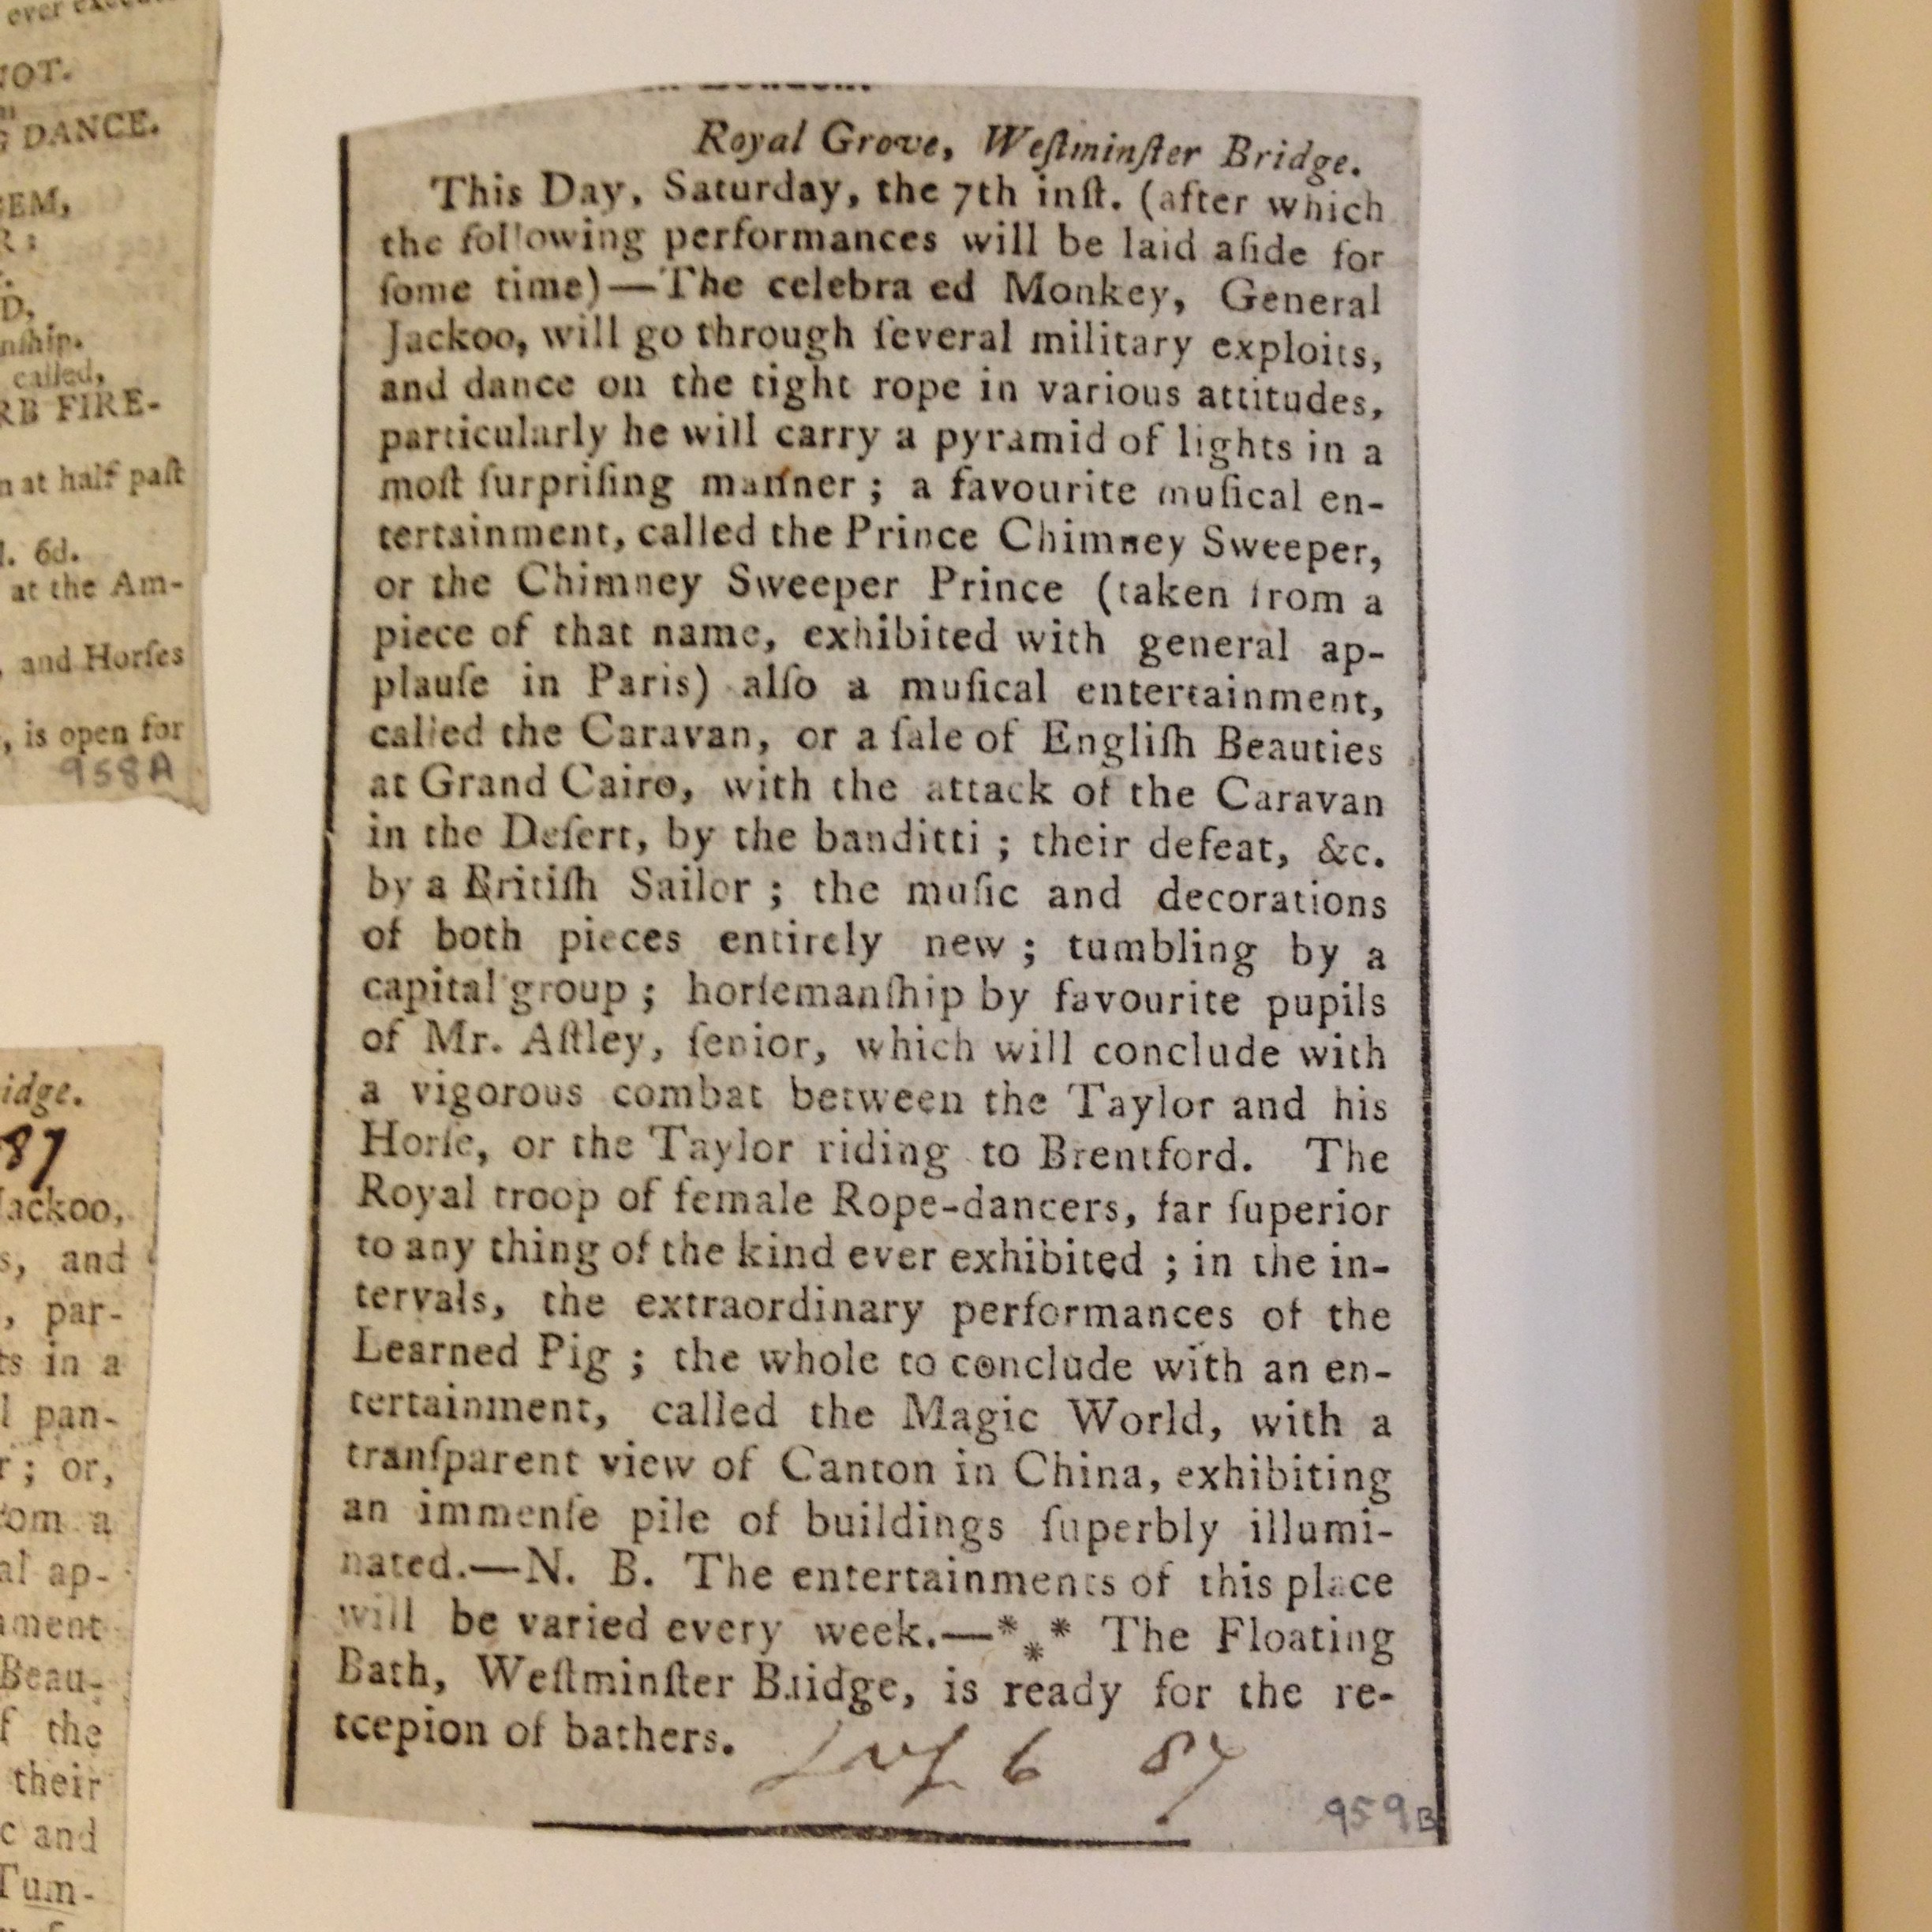 ever
NOT.
G DANCE.
GEM,
R:
D,
nſhip.
called,
RB FIRE-
n at half paſt
6d.
at the Am-
, and Horſes
, is open for
958A
idge.
87
Jackoo,
s, and
, par-
ts in a
l pan-
r; or,
rom a
al ap-
nment
Beau-
f the
their
c and
Tum-
Royal Grove, Weſtminſter Bridge.
This Day, Saturday, the 7th inſt. (after which
the following performances will be laid aſide for
ſome time)—The celebra ed Monkey, General
Jackoo, will go through ſeveral military exploits,
and dance on the tight rope in various attitudes,
particularly he will carry a pyramid of lights in a
moſt ſurpriſing manner; a favourite muſical en-
tertainment, called the Prince Chimney Sweeper,
or the Chimney Sweeper Prince (taken from a
piece of that name, exhibited with general ap-
plauſe in Paris) alſo a muſical entertainment,
called the Caravan, or a ſale of Engliſh Beauties
at Grand Cairo, with the attack of the Caravan
in the Deſert, by the banditti; their defeat, &c.
by a Britiſh Sailor; the muſic and decorations
of both pieces entirely new; tumbling by a
capital group; horſemanſhip by favourite pupils
of Mr. Aſtley, ſenior, which will conclude with
a vigorous combat between the Taylor and his
Horſe, or the Taylor riding to Brentford. The
Royal troop of female Rope-dancers, far ſuperior
to any thing of the kind ever exhibited; in the in-
tervals, the extraordinary performances of the
Learned Pig; the whole to conclude with an en-
tertainment, called the Magic World, with a
tranſparent view of Canton in China, exhibiting
an immenſe pile of buildings ſuperbly illumi-
nated.—N. B. The entertainments of this place
will be varied every week.—*⁎* The Floating
Bath, Weſtminſter Bridge, is ready for the re-
tcepion of bathers.
6 87
959B